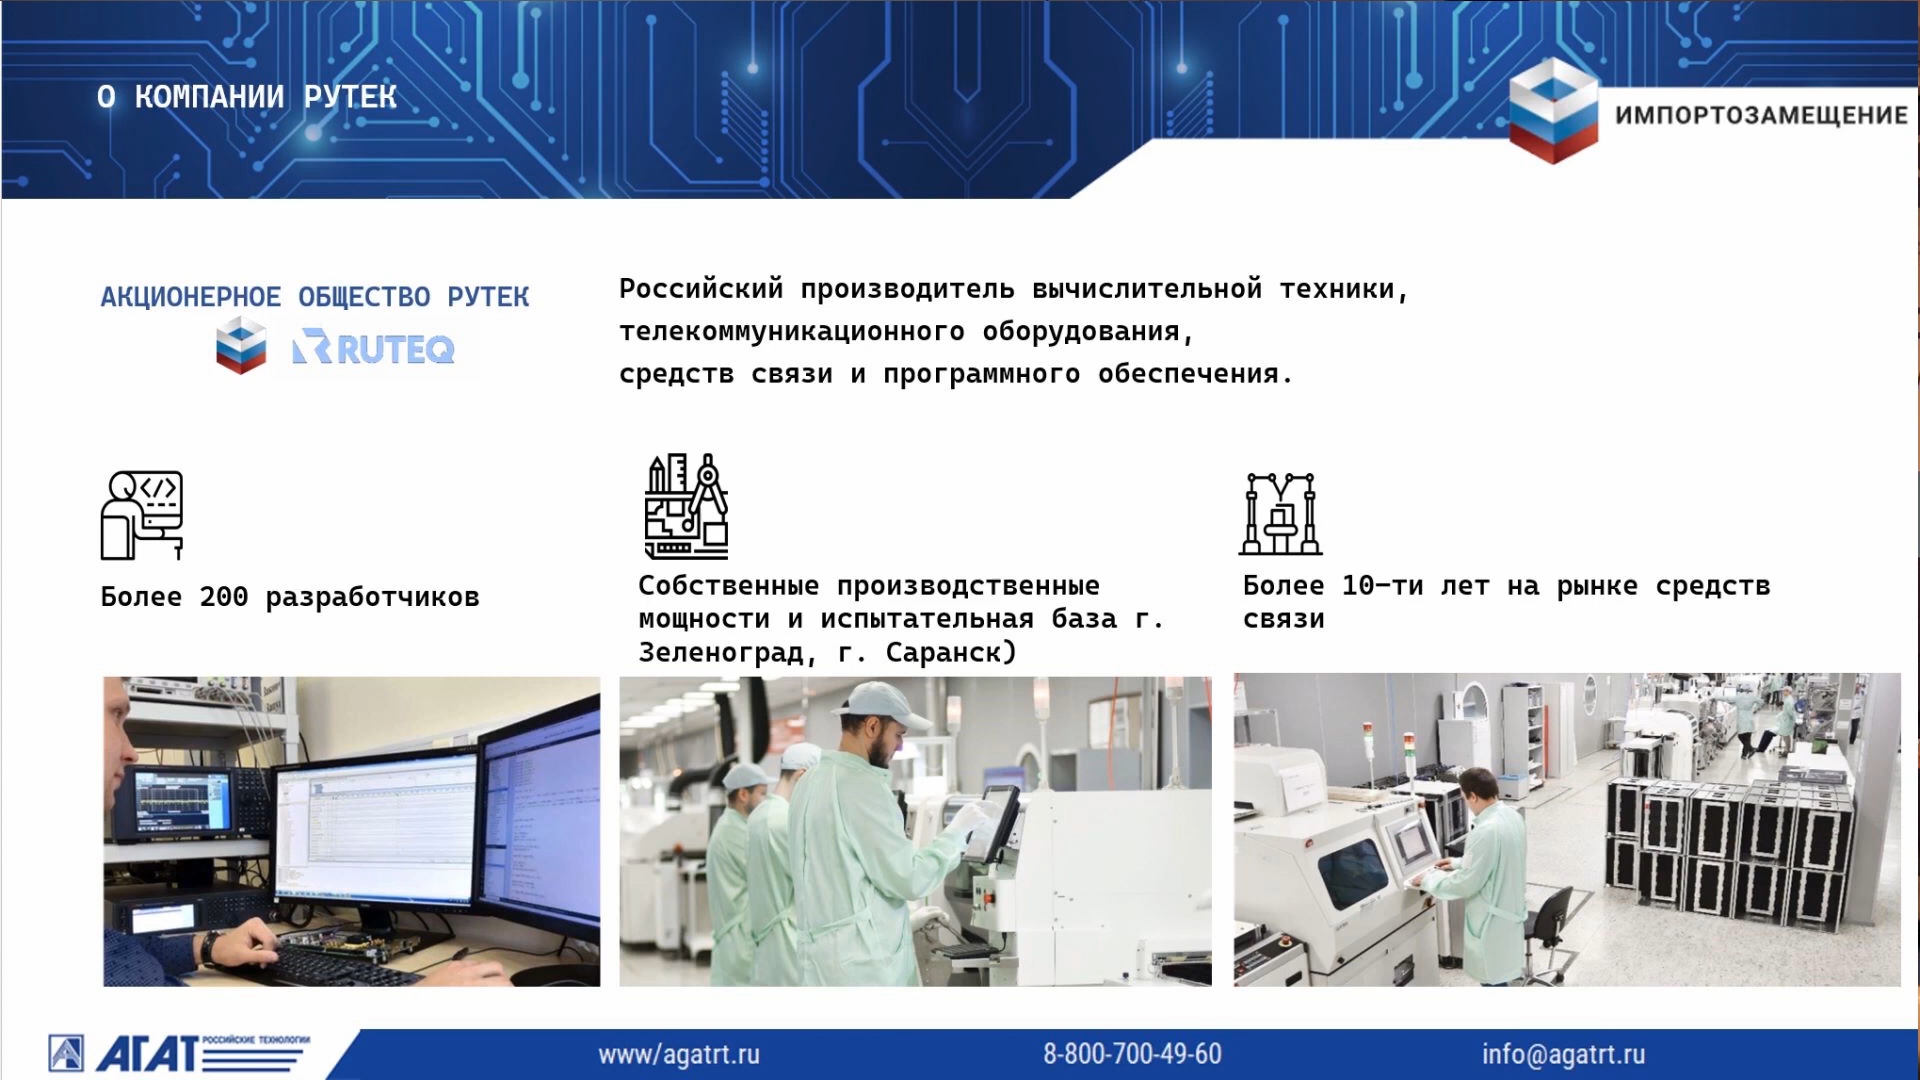 О КОМПАНИИ РУТЕК
ИМПОРТОЗАМЕЩЕНИЕ
АКЦИОНЕРНОЕ ОБЩЕСТВО РУТЕК
RUTEQ
Российский производитель вычислительной техники,
телекоммуникационного оборудования,
средств связи и программного обеспечения.
</>
Более 200 разработчиков
Собственные производственные
мощности и испытательная база г.
Зеленоград, г. Саранск)
Более 10-ти лет на рынке средств
связи
АГАТ РОССИЙСКИЕ ТЕХНОЛОГИИ
www/agatrt.ru
8-800-700-49-60
info@agatrt.ru